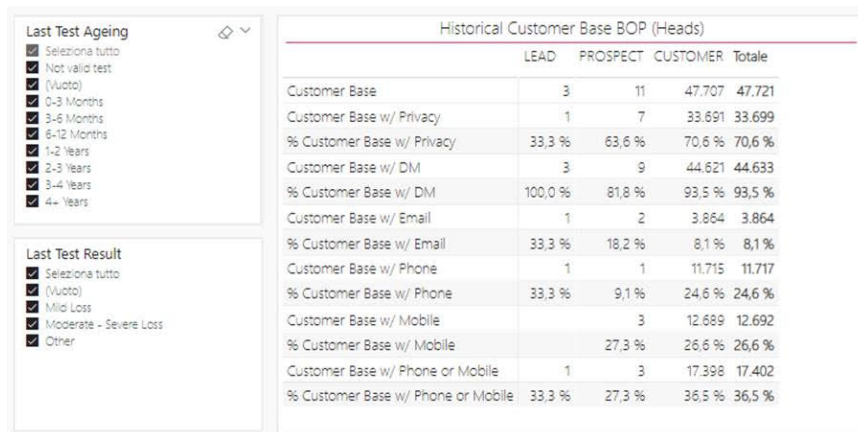 Last Test Ageing
Seleziona tutto
Not valid test
(Vuoto)
0-3 Months
3-6 Months
6-12 Months
1-2 Years
2-3 Years
3-4 Years
4+ Years
Last Test Result
Seleziona tutto
(Vuoto)
Mild Loss
Moderate - Severe Loss
Other
Historical Customer Base BOP (Heads)
LEAD PROSPECT CUSTOMER Totale
Customer Base 3 11 47.707 47.721
Customer Base w/ Privacy 1 7 33.691 33.699
% Customer Base w/ Privacy 33,3 % 63,6 % 70,6 % 70,6 %
Customer Base w/ DM 3 9 44.621 44.633
% Customer Base w/ DM 100,0 % 81,8 % 93,5 % 93,5 %
Customer Base w/ Email 1 2 3.864 3.864
% Customer Base w/ Email 33,3 % 18,2 % 8,1 % 8,1 %
Customer Base w/ Phone 1 1 11.715 11.717
% Customer Base w/ Phone 33,3 % 9,1 % 24,6 % 24,6 %
Customer Base w/ Mobile 3 12.689 12.692
% Customer Base w/ Mobile 27,3 % 26,6 % 26,6 %
Customer Base w/ Phone or Mobile 1 3 17.398 17.402
% Customer Base w/ Phone or Mobile 33,3 % 27,3 % 36,5 % 36,5 %